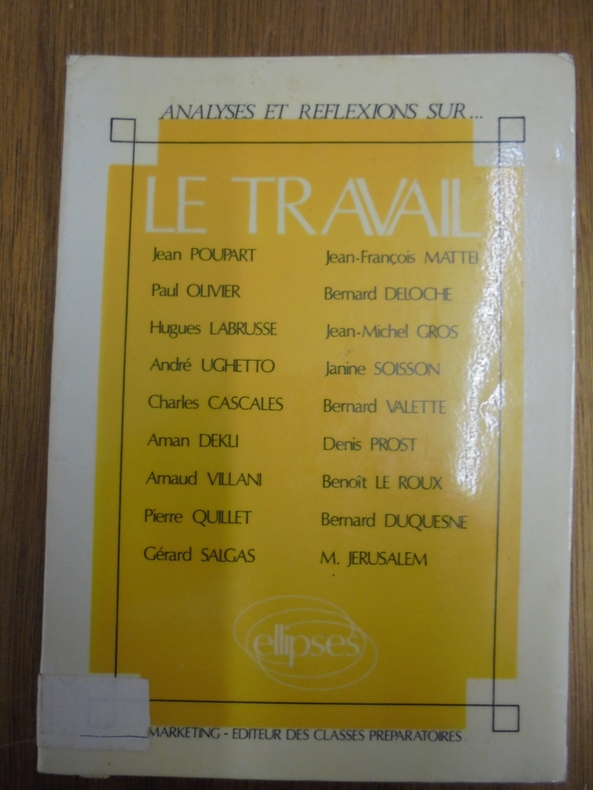 ANALYSES ET REFLEXIONS SUR...
LE TRAVAIL
Jean POUPART
Paul OLIVIER
Hugues LABRUSSE
André UGHETTO
Charles CASCALES
Aman DEKLI
Arnaud VILLANI
Pierre QUILLET
Gérard SALGAS
Jean-François MATTEI
Bernard DELOCHE
Jean-Michel GROS
Janine SOISSON
Bernard VALETTE
Denis PROST
Benoît LE ROUX
Bernard DUQUESNE
M. JERUSALEM
ellipses
MARKETING - EDITEUR DES CLASSES PREPARATOIRES